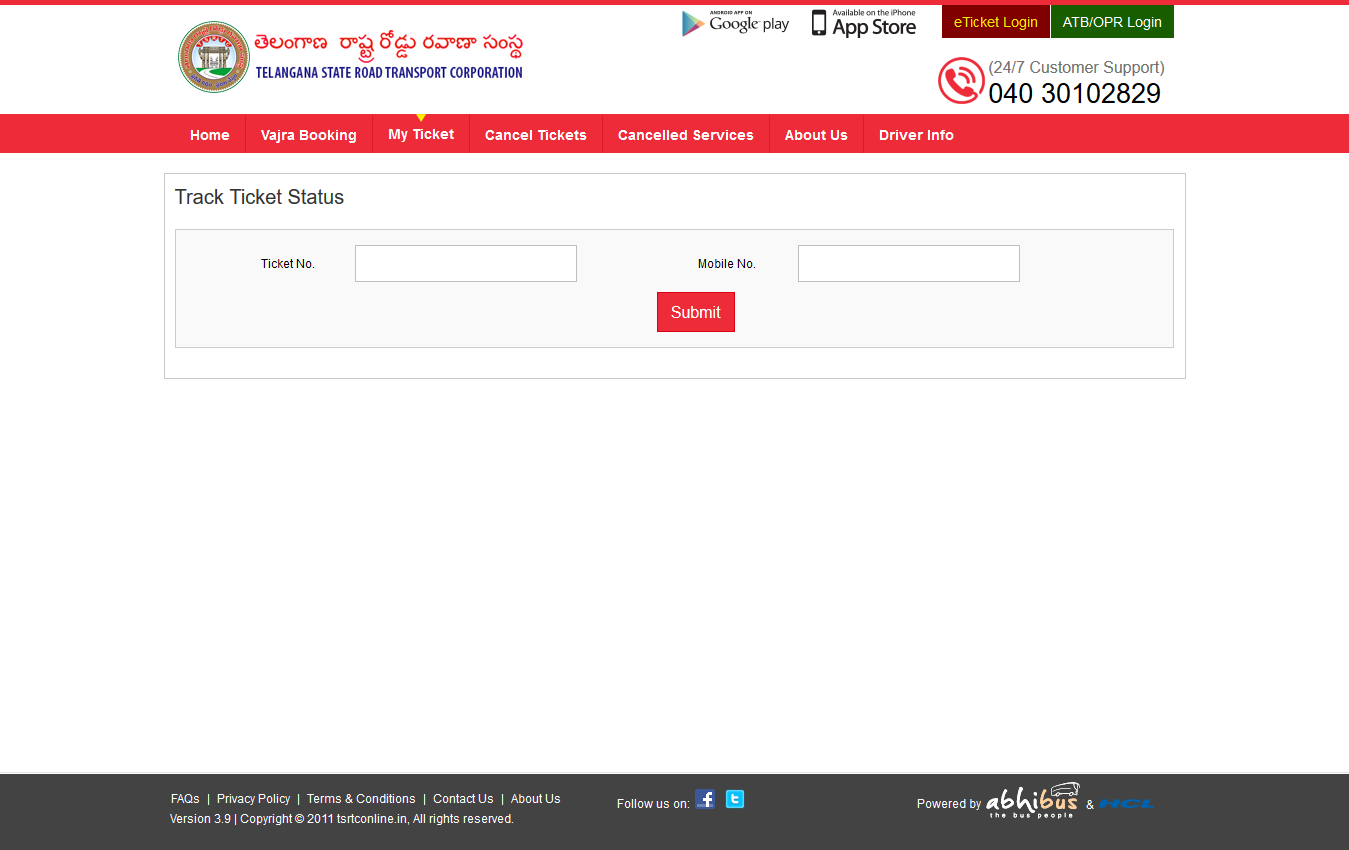 ANDROID APP ON
Google play
Available on the iPhone
App Store
eTicket Login
ATB/OPR Login
తెలంగాణ రాష్ట్ర రోడ్డు రవాణా సంస్థ
TELANGANA STATE ROAD TRANSPORT CORPORATION
(24/7 Customer Support)
040 30102829
Home
Vajra Booking
My Ticket
Cancel Tickets
Cancelled Services
About Us
Driver Info
Track Ticket Status
Ticket No.
Mobile No.
Submit
FAQs | Privacy Policy | Terms & Conditions | Contact Us | About Us
Version 3.9 | Copyright © 2011 tsrtconline.in, All rights reserved.
Follow us on:
Powered by abhibus & HCL
the bus people